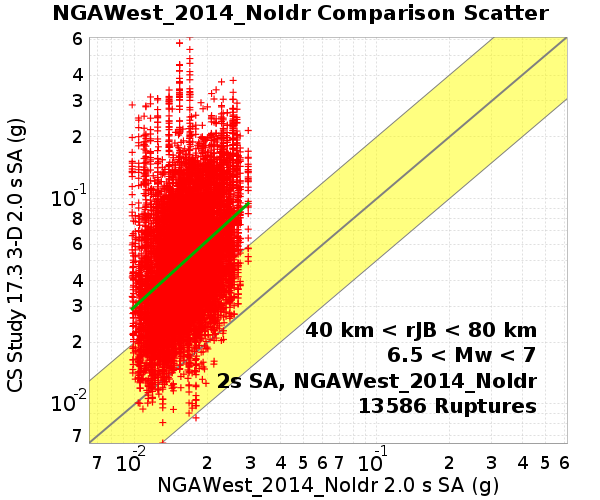 NGAWest_2014_NoIdr Comparison Scatter
CS Study 17.3 3-D 2.0 s SA (g)
6
4
3
2
10⁻¹
8
6
4
3
2
10⁻²
7
40 km < rJB < 80 km
6.5 < Mw < 7
2s SA, NGAWest_2014_NoIdr
13586 Ruptures
7 10⁻² 2 3 4 5 6 7 10⁻¹ 2 3 4 5 6
NGAWest_2014_NoIdr 2.0 s SA (g)